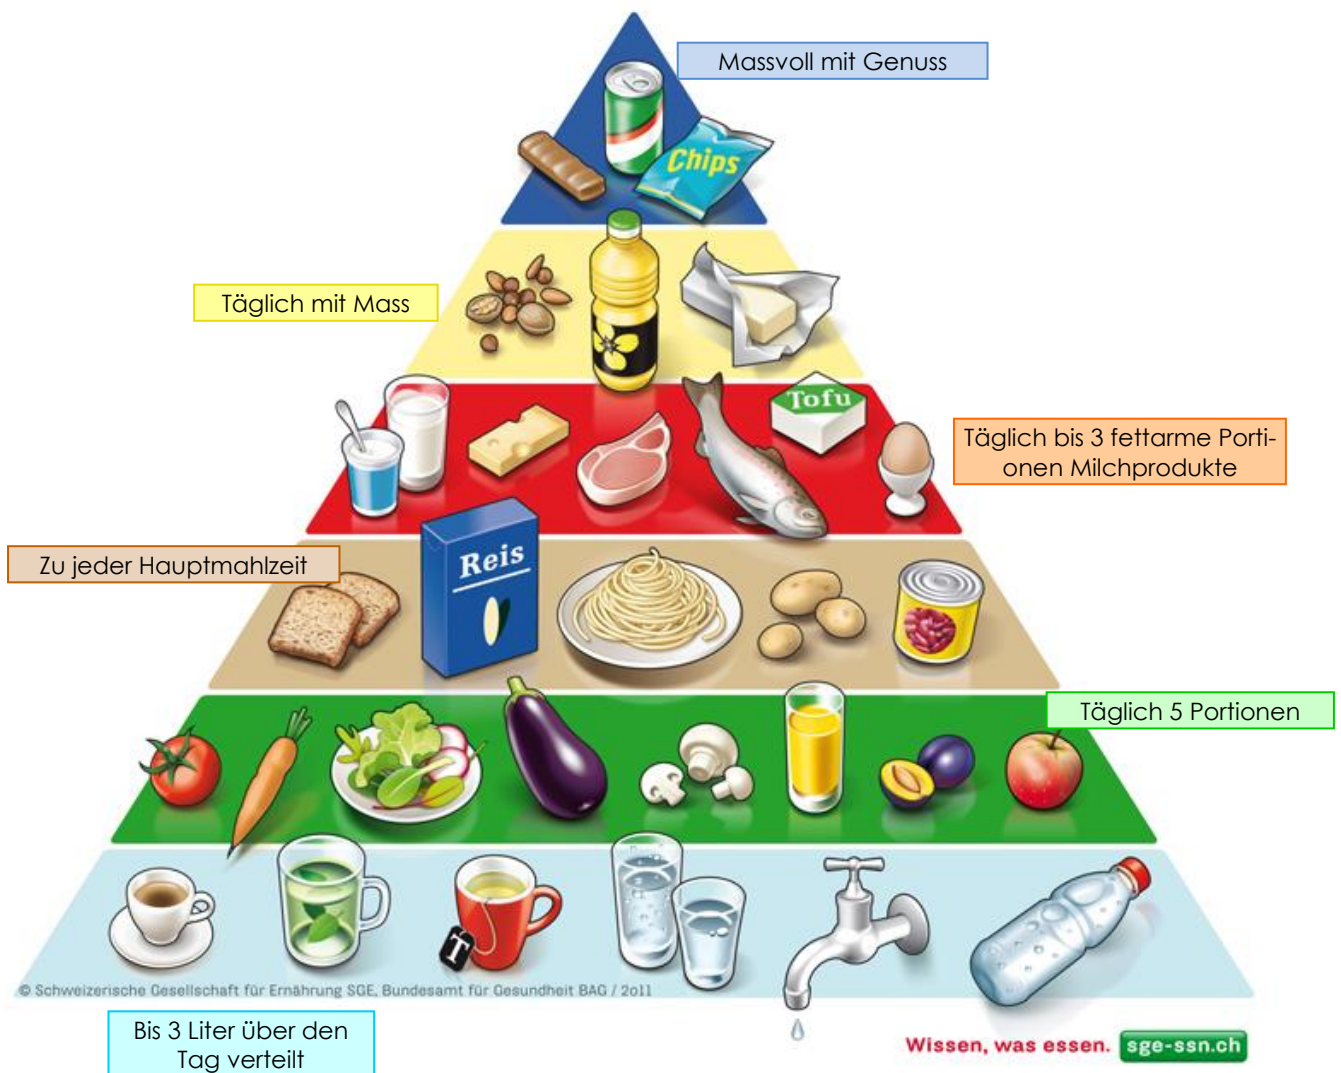 Massvoll mit Genuss
Chips
Täglich mit Mass
Tofu
Täglich bis 3 fettarme Porti-
onen Milchprodukte
Zu jeder Hauptmahlzeit
Reis
Täglich 5 Portionen
T
© Schweizerische Gesellschaft für Ernährung SGE, Bundesamt für Gesundheit BAG / 2011
Bis 3 Liter über den
Tag verteilt
Wissen, was essen. sge-ssn.ch